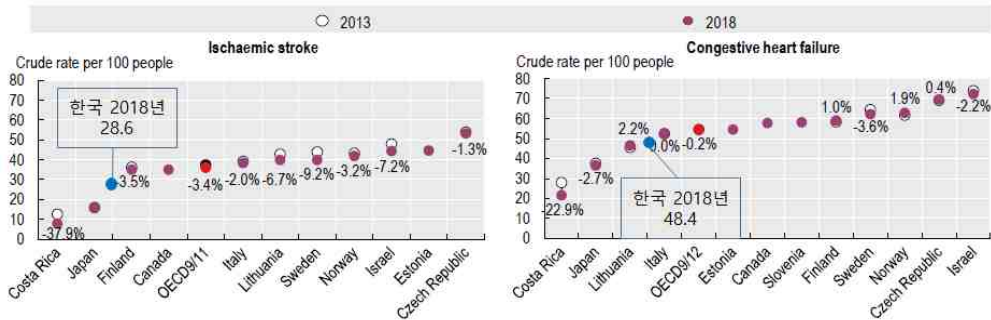 2013 2018
Ischaemic stroke
Crude rate per 100 people
80
70
60
50
40
30
20
10
0
한국 2018년
28.6
-37.9%
-3.5%
-3.4%
-2.0%
-6.7%
-9.2%
-3.2%
-7.2%
-1.3%
Costa Rica
Japan
Finland
Canada
OECD9/11
Italy
Lithuania
Sweden
Norway
Israel
Estonia
Czech Republic
Congestive heart failure
Crude rate per 100 people
80
70
60
50
40
30
20
10
0
22.9%
-2.7%
2.2%
0.0%
-0.2%
1.0%
-3.6%
1.9%
0.4%
-2.2%
한국 2018년
48.4
Costa Rica
Japan
Lithuania
Italy
OECD9/12
Estonia
Canada
Slovenia
Finland
Sweden
Norway
Czech Republic
Israel